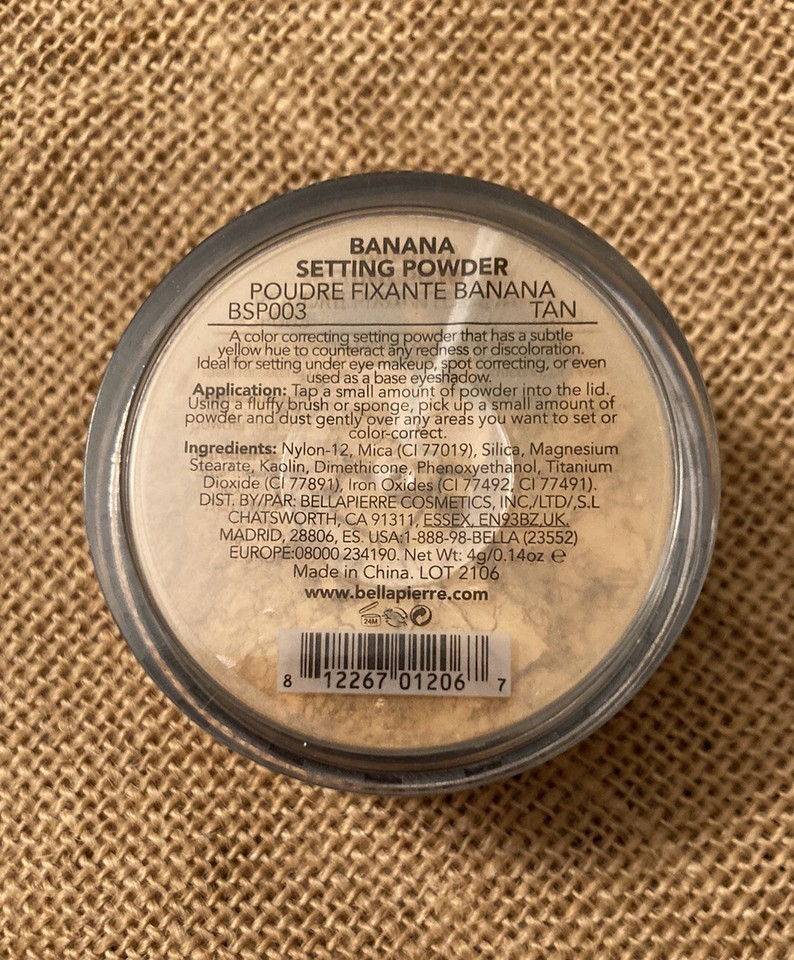 BANANA
SETTING POWDER
POUDRE FIXANTE BANANA
BSP003 TAN
A color correcting setting powder that has a subtle
yellow hue to counteract any redness or discoloration.
Ideal for setting under eye makeup, spot correcting, or even
used as a base eyeshadow.
Application: Tap a small amount of powder into the lid.
Using a fluffy brush or sponge, pick up a small amount of
powder and dust gently over any areas you want to set or
color-correct.
Ingredients: Nylon-12, Mica (CI 77019), Silica, Magnesium
Stearate, Kaolin, Dimethicone, Phenoxyethanol, Titanium
Dioxide (CI 77891), Iron Oxides (CI 77492, CI 77491).
DIST. BY/PAR: BELLAPIERRE COSMETICS, INC,/LTD/,S.L
CHATSWORTH, CA 91311, ESSEX, EN93BZ,UK,
MADRID, 28806, ES. USA:1-888-98-BELLA (23552)
EUROPE:08000 234190. Net Wt: 4g/0.14oz ℮
Made in China. LOT 2106
www.bellapierre.com
24M
8 12267 01206 7